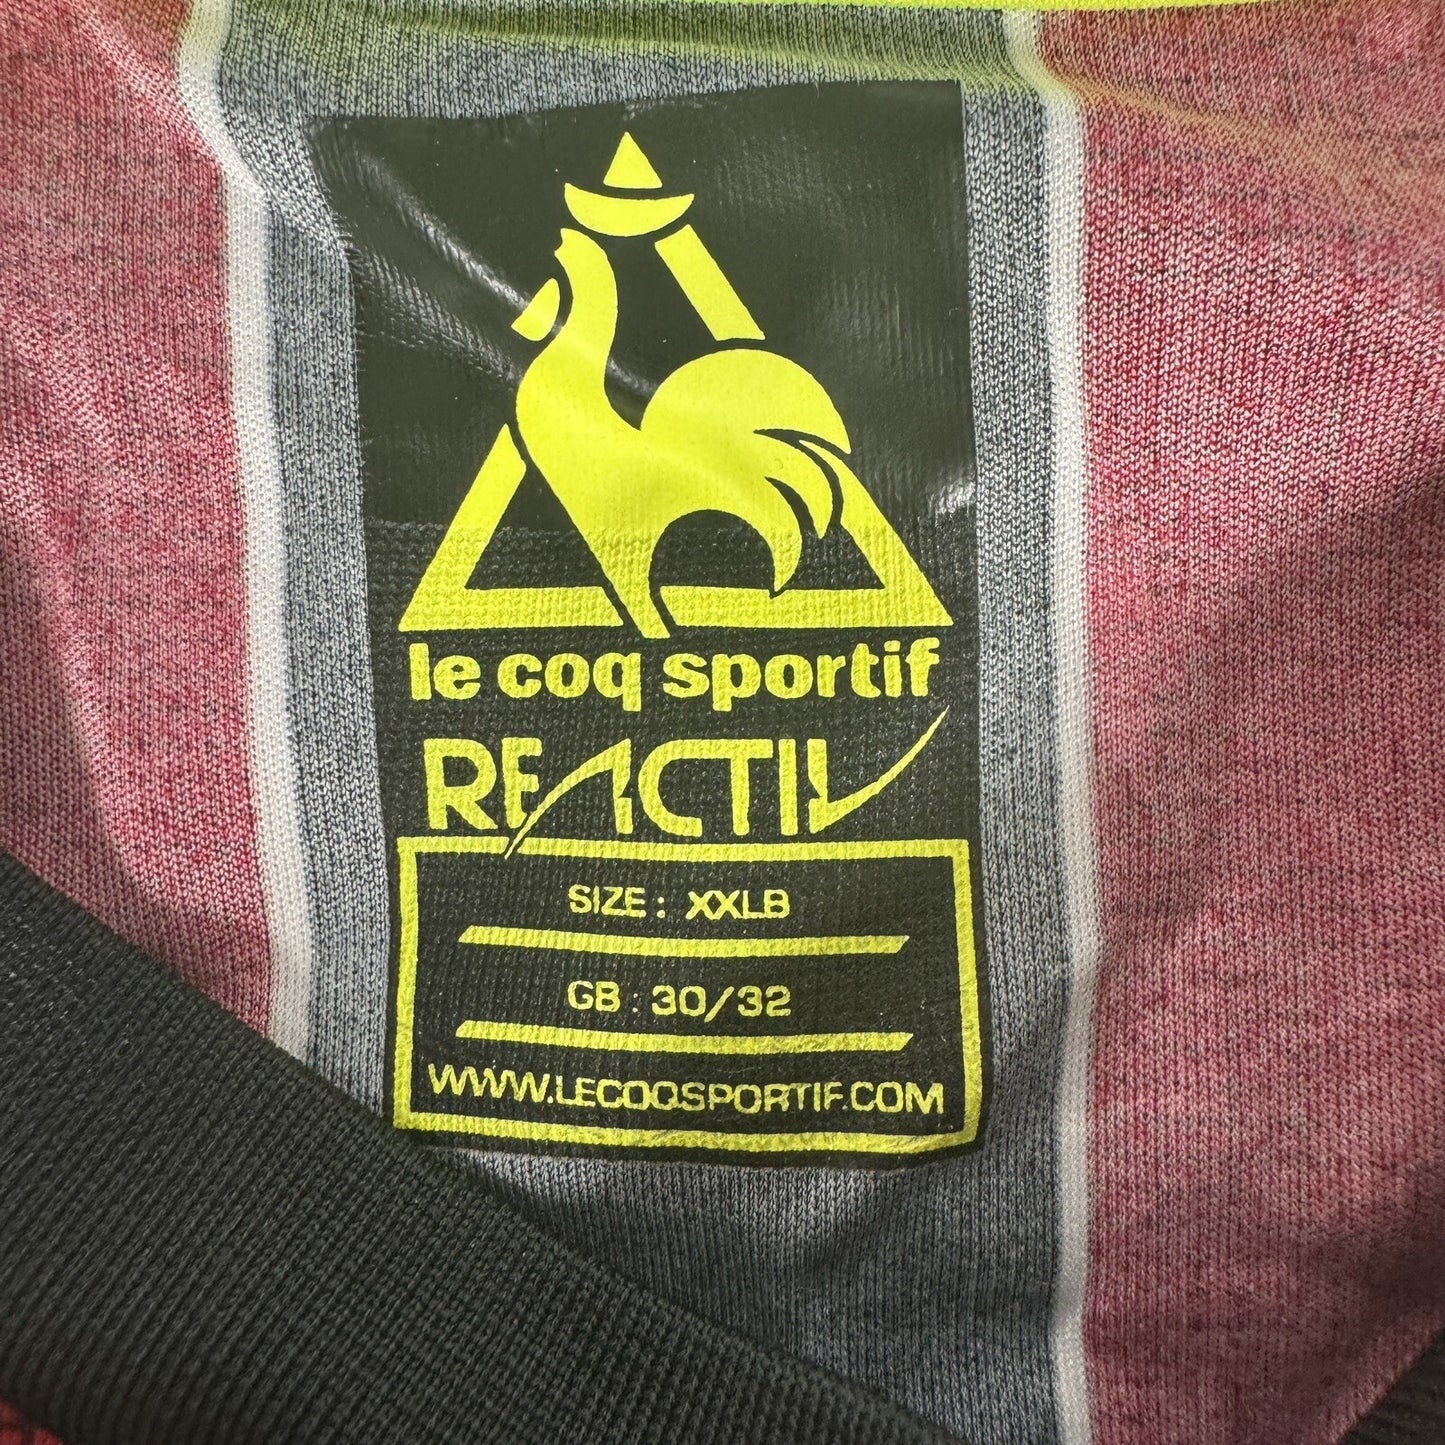 le coq sportif
REACTIV
SIZE : XXLB
GB : 30/32
WWW.LECOQSPORTIF.COM